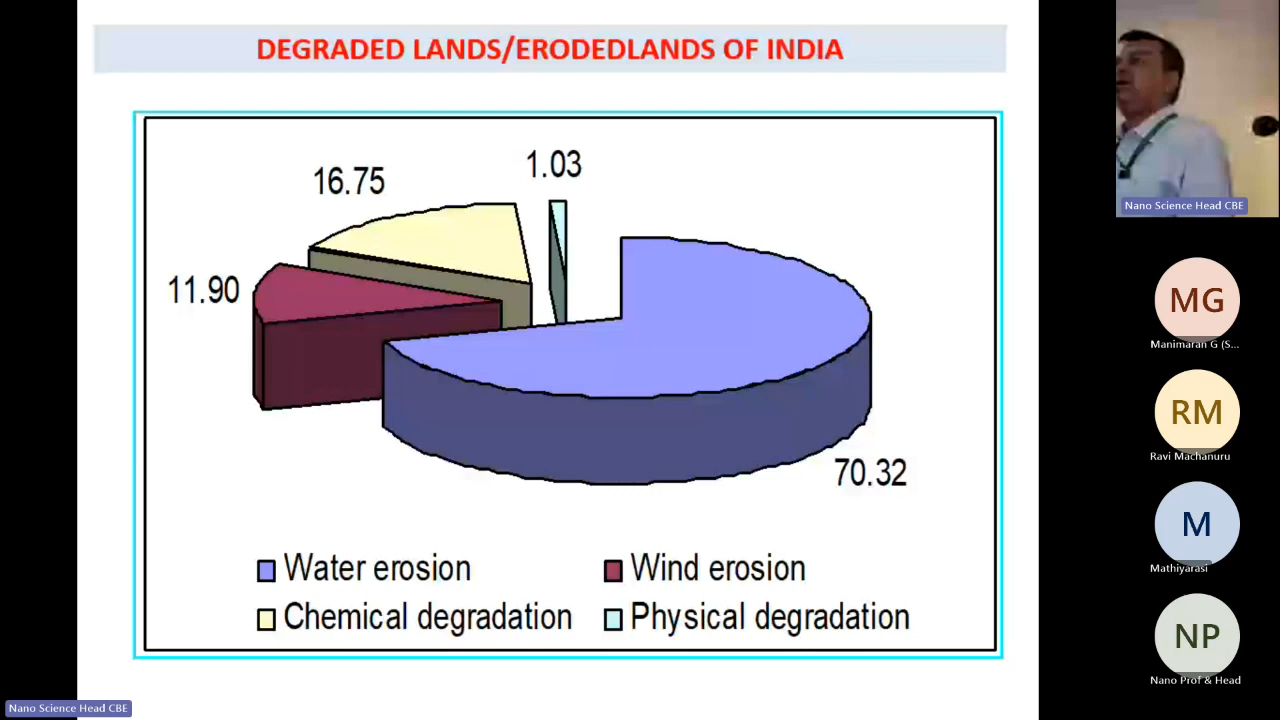 DEGRADED LANDS/ERODEDLANDS OF INDIA
16.75
1.03
11.90
70.32
Water erosion
Wind erosion
Chemical degradation
Physical degradation
Nano Science Head CBE
MG
Manimaran G (S...
RM
Ravi Machanuru
M
Mathiyarasi
NP
Nano Prof & Head
Nano Science Head CBE